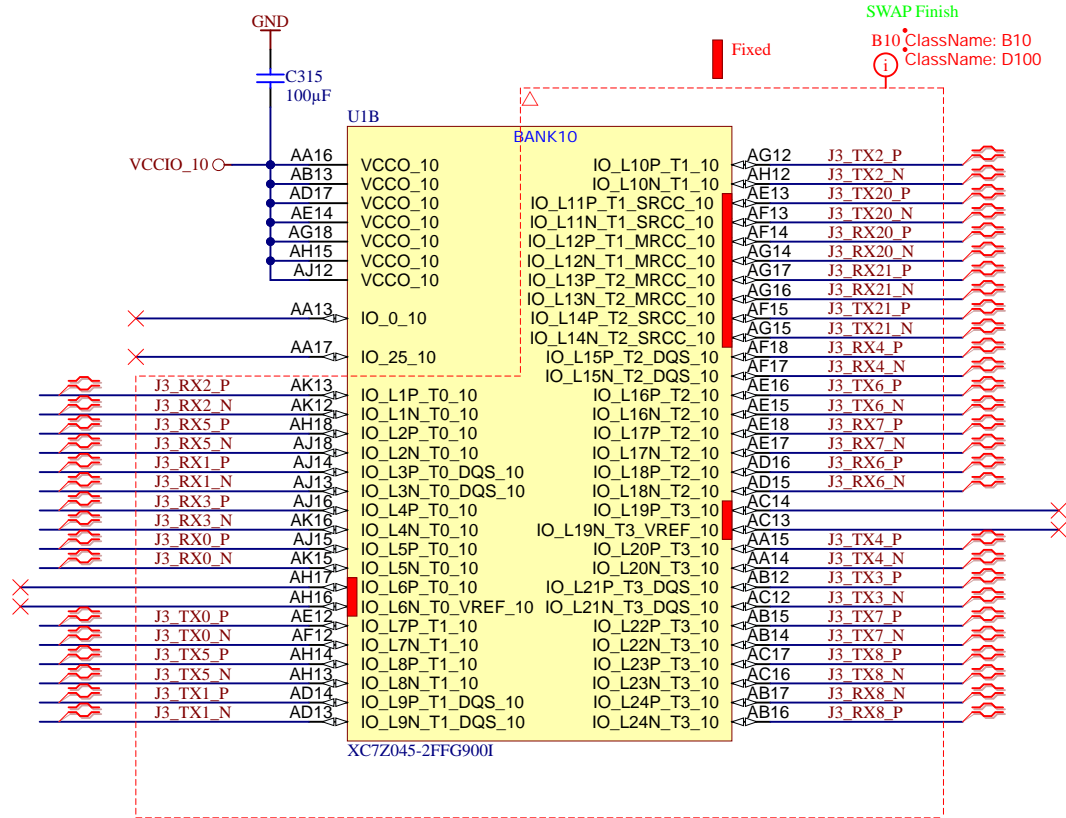 SWAP Finish
GND
Fixed
B10
ClassName: B10
ClassName: D100
i
C315
100µF
U1B
BANK10
VCCIO_10
AA16 VCCO_10
AB13 VCCO_10
AD17 VCCO_10
AE14 VCCO_10
AG18 VCCO_10
AH15 VCCO_10
AJ12 VCCO_10
AA13 IO_0_10
AA17 IO_25_10
J3_RX2_P AK13 IO_L1P_T0_10
J3_RX2_N AK12 IO_L1N_T0_10
J3_RX5_P AH18 IO_L2P_T0_10
J3_RX5_N AJ18 IO_L2N_T0_10
J3_RX1_P AJ14 IO_L3P_T0_DQS_10
J3_RX1_N AJ13 IO_L3N_T0_DQS_10
J3_RX3_P AJ16 IO_L4P_T0_10
J3_RX3_N AK16 IO_L4N_T0_10
J3_RX0_P AJ15 IO_L5P_T0_10
J3_RX0_N AK15 IO_L5N_T0_10
AH17 IO_L6P_T0_10
AH16 IO_L6N_T0_VREF_10
J3_TX0_P AE12 IO_L7P_T1_10
J3_TX0_N AF12 IO_L7N_T1_10
J3_TX5_P AH14 IO_L8P_T1_10
J3_TX5_N AH13 IO_L8N_T1_10
J3_TX1_P AD14 IO_L9P_T1_DQS_10
J3_TX1_N AD13 IO_L9N_T1_DQS_10
IO_L10P_T1_10 AG12 J3_TX2_P
IO_L10N_T1_10 AH12 J3_TX2_N
IO_L11P_T1_SRCC_10 AE13 J3_TX20_P
IO_L11N_T1_SRCC_10 AF13 J3_TX20_N
IO_L12P_T1_MRCC_10 AF14 J3_RX20_P
IO_L12N_T1_MRCC_10 AG14 J3_RX20_N
IO_L13P_T2_MRCC_10 AG17 J3_RX21_P
IO_L13N_T2_MRCC_10 AG16 J3_RX21_N
IO_L14P_T2_SRCC_10 AF15 J3_TX21_P
IO_L14N_T2_SRCC_10 AG15 J3_TX21_N
IO_L15P_T2_DQS_10 AF18 J3_RX4_P
IO_L15N_T2_DQS_10 AF17 J3_RX4_N
IO_L16P_T2_10 AE16 J3_TX6_P
IO_L16N_T2_10 AE15 J3_TX6_N
IO_L17P_T2_10 AE18 J3_RX7_P
IO_L17N_T2_10 AE17 J3_RX7_N
IO_L18P_T2_10 AD16 J3_RX6_P
IO_L18N_T2_10 AD15 J3_RX6_N
IO_L19P_T3_10 AC14
IO_L19N_T3_VREF_10 AC13
IO_L20P_T3_10 AA15 J3_TX4_P
IO_L20N_T3_10 AA14 J3_TX4_N
IO_L21P_T3_DQS_10 AB12 J3_TX3_P
IO_L21N_T3_DQS_10 AC12 J3_TX3_N
IO_L22P_T3_10 AB15 J3_TX7_P
IO_L22N_T3_10 AB14 J3_TX7_N
IO_L23P_T3_10 AC17 J3_TX8_P
IO_L23N_T3_10 AC16 J3_TX8_N
IO_L24P_T3_10 AB17 J3_RX8_N
IO_L24N_T3_10 AB16 J3_RX8_P
XC7Z045-2FFG900I